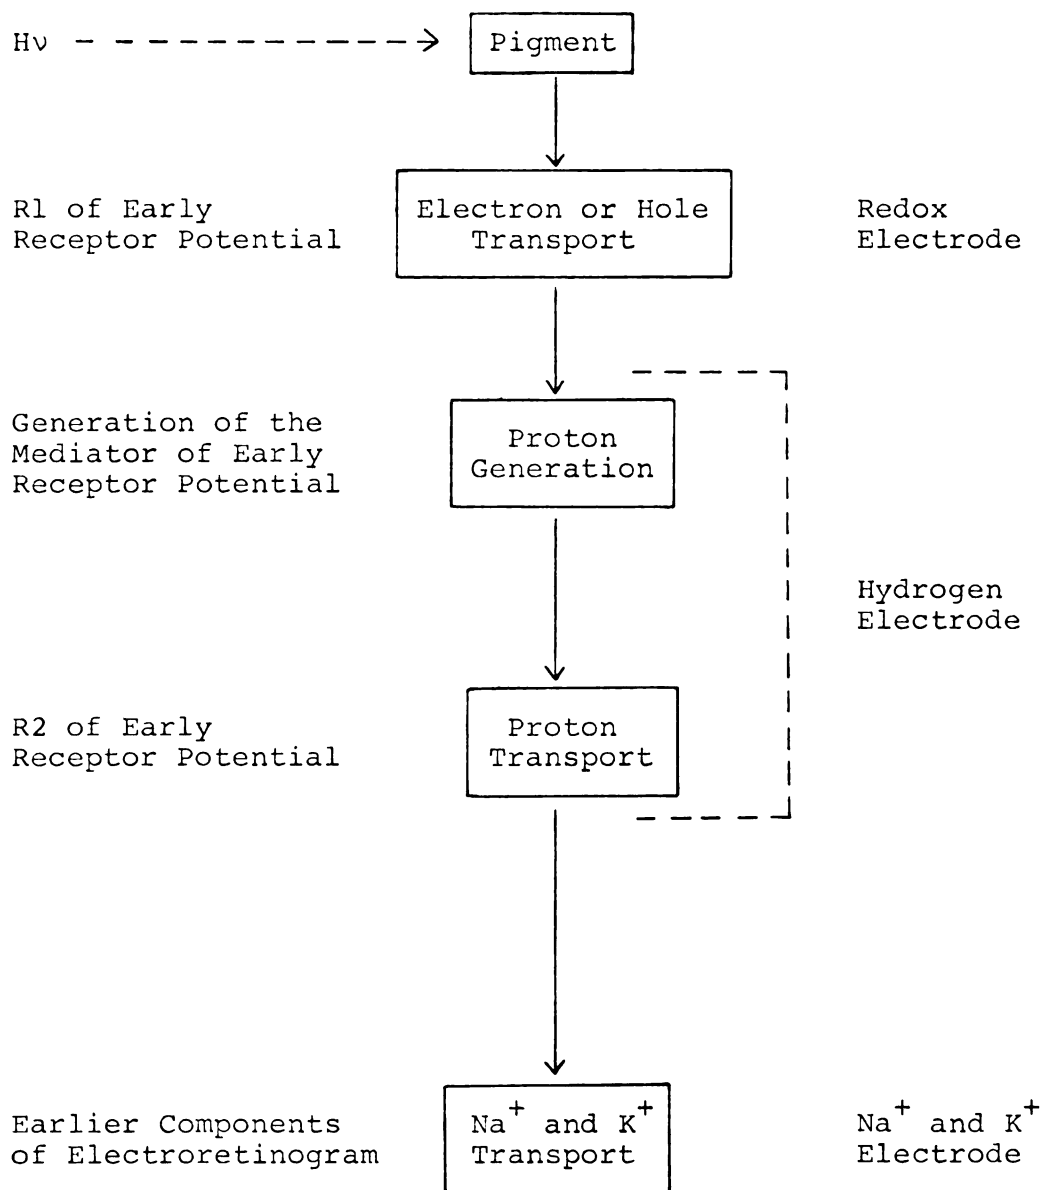 Hν
Pigment
R1 of Early
Receptor Potential
Electron or Hole
Transport
Redox
Electrode
Generation of the
Mediator of Early
Receptor Potential
Proton
Generation
Hydrogen
Electrode
R2 of Early
Receptor Potential
Proton
Transport
Earlier Components
of Electroretinogram
Na⁺ and K⁺
Transport
Na⁺ and K⁺
Electrode